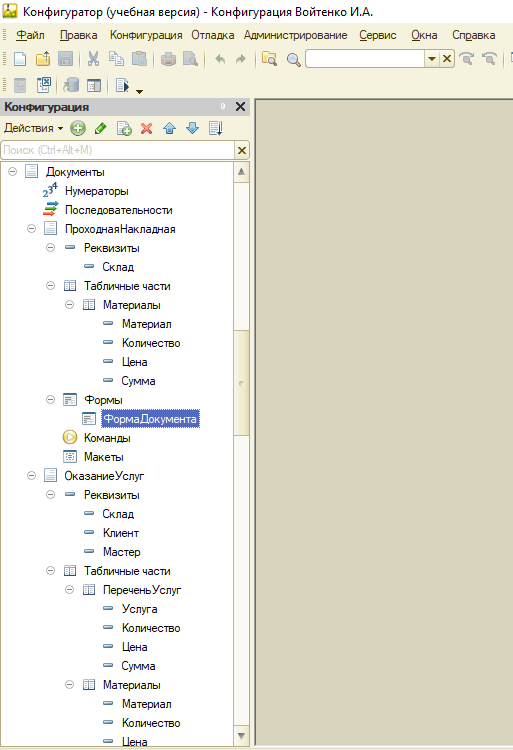 Конфигуратор (учебная версия) - Конфигурация Войтенко И.А.
Файл Правка Конфигурация Отладка Администрирование Сервис Окна Справка
Конфигурация
Действия
Поиск (Ctrl+Alt+M)
Документы
Нумераторы
Последовательности
ПроходнаяНакладная
Реквизиты
Склад
Табличные части
Материалы
Материал
Количество
Цена
Сумма
Формы
ФормаДокумента
Команды
Макеты
ОказаниеУслуг
Реквизиты
Склад
Клиент
Мастер
Табличные части
ПереченьУслуг
Услуга
Количество
Цена
Сумма
Материалы
Материал
Количество
Цена